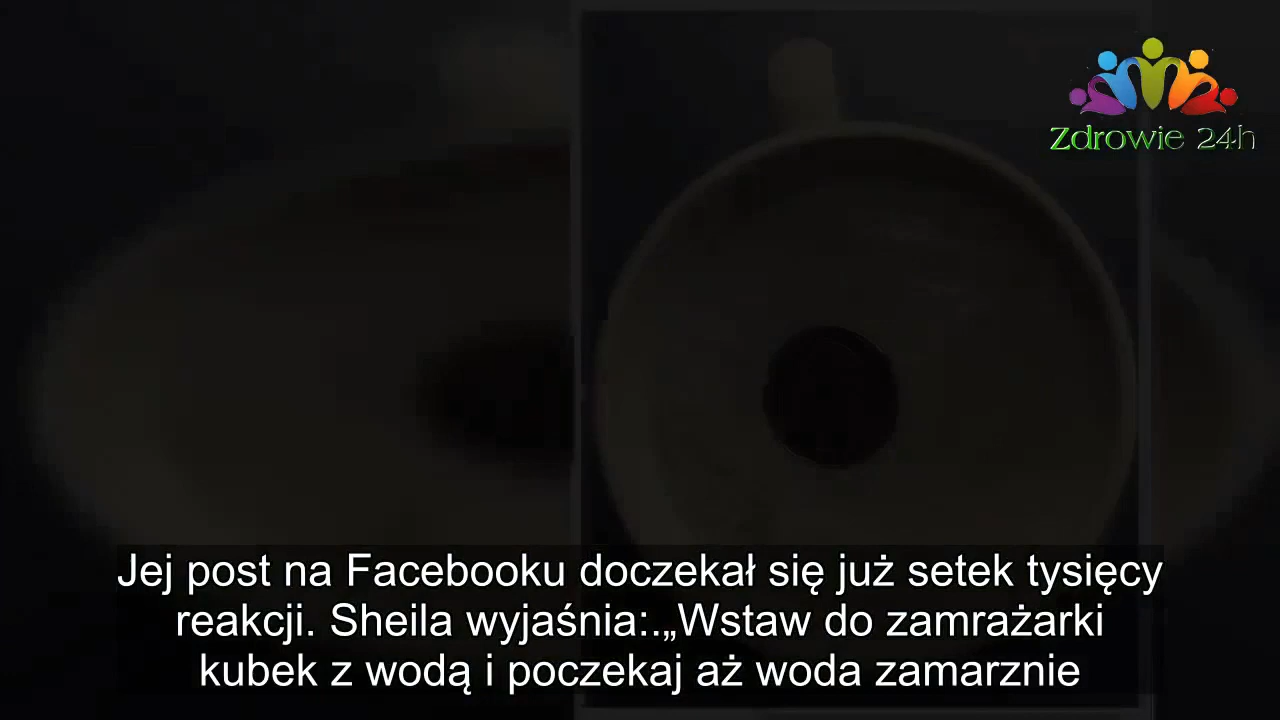 Zdrowie 24h
Jej post na Facebooku doczekał się już setek tysięcy
reakcji. Sheila wyjaśnia:.„Wstaw do zamrażarki
kubek z wodą i poczekaj aż woda zamarznie